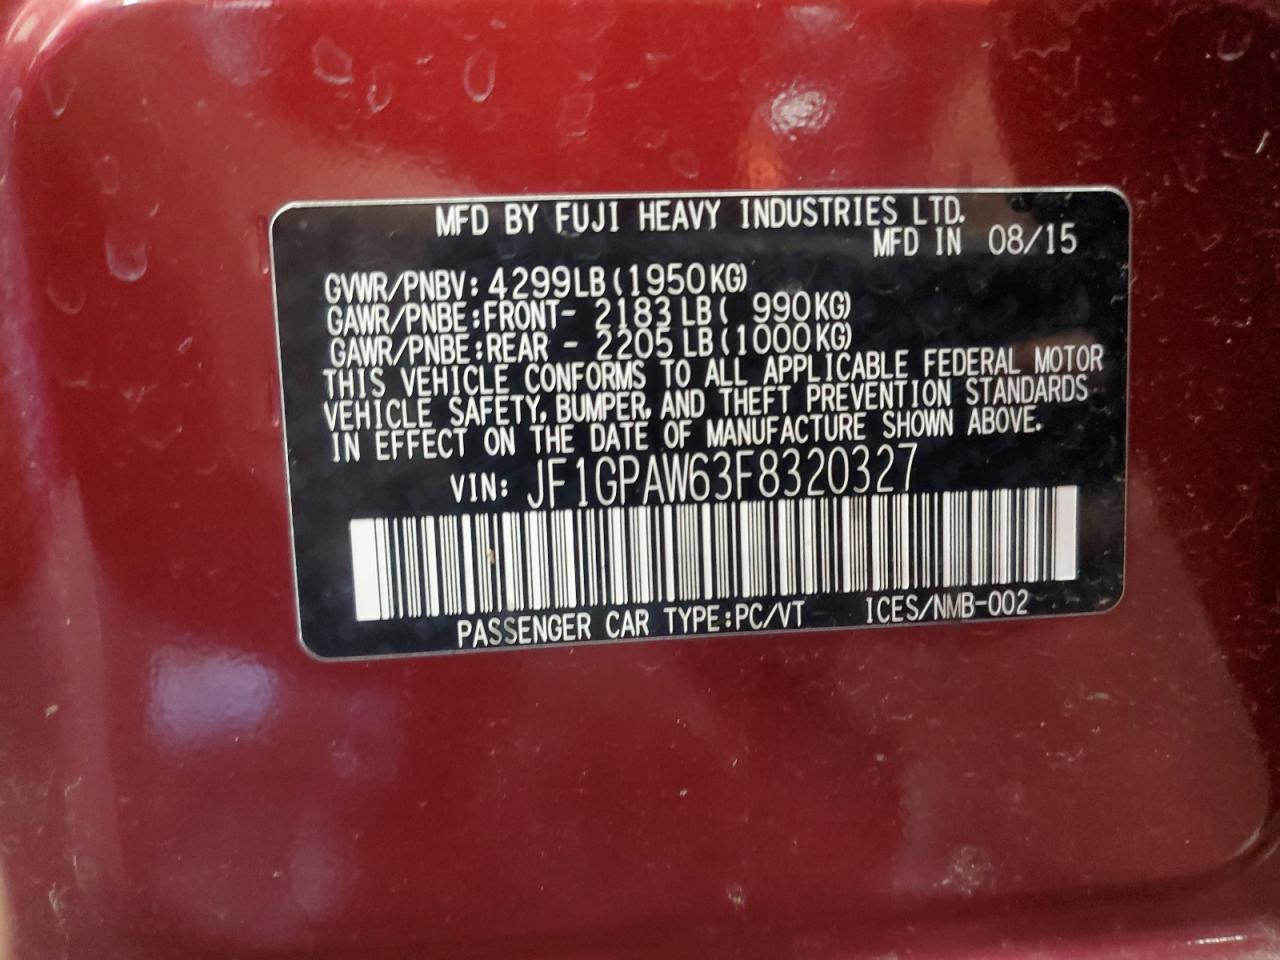 MFD BY FUJI HEAVY INDUSTRIES LTD.
MFD IN 08/15
GVWR/PNBV: 4299LB(1950KG)
GAWR/PNBE:FRONT- 2183 LB( 990KG)
GAWR/PNBE:REAR - 2205 LB(1000KG)
THIS VEHICLE CONFORMS TO ALL APPLICABLE FEDERAL MOTOR
VEHICLE SAFETY, BUMPER, AND THEFT PREVENTION STANDARDS
IN EFFECT ON THE DATE OF MANUFACTURE SHOWN ABOVE.
VIN: JF1GPAW63F8320327
PASSENGER CAR TYPE:PC/VT ICES/NMB-002